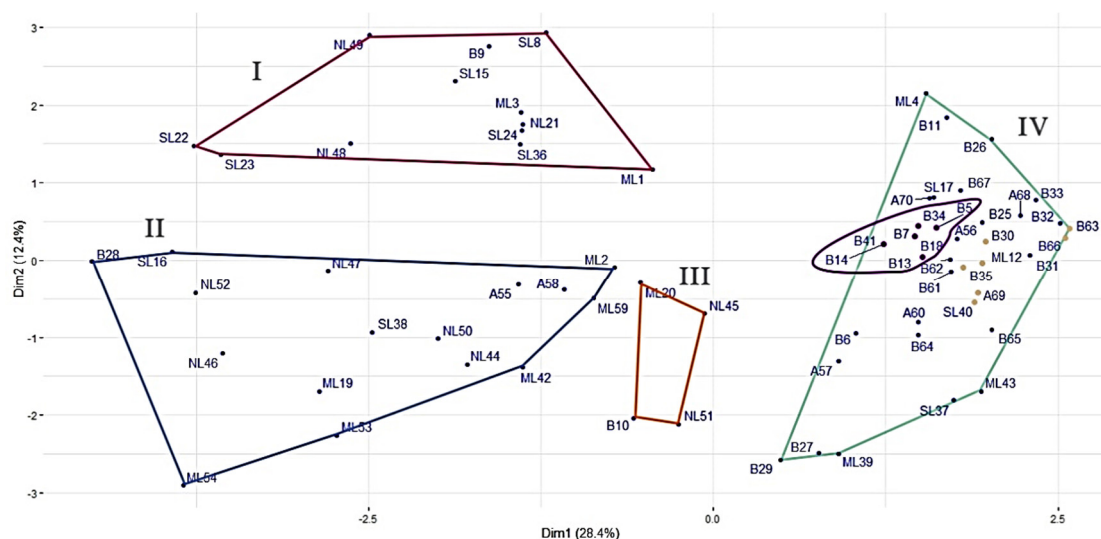 3
NL49
SL8
B9
I
SL15
2
ML3
NL21
SL22
SL24
NL48
SL36
SL23
1
ML1
ML4
B11
IV
B26
SL17
B67
A70
A68
B33
B34
B5
B25
B32
B63
B7
A56
B30
B41
B18
B66
B14
B13
ML12
B31
B62
B35
B61
A69
SL40
A60
B6
B64
B65
A57
ML43
SL37
B27
B29
ML39
II
B28
SL16
0
NL47
ML2
III
NL52
A55
A58
ML20
ML59
NL45
SL38
NL50
-1
NL46
NL44
ML19
ML42
-2
ML53
B10
NL51
ML54
-3
-2.5
0.0
2.5
Dim1 (28.4%)
Dim2 (12.4%)